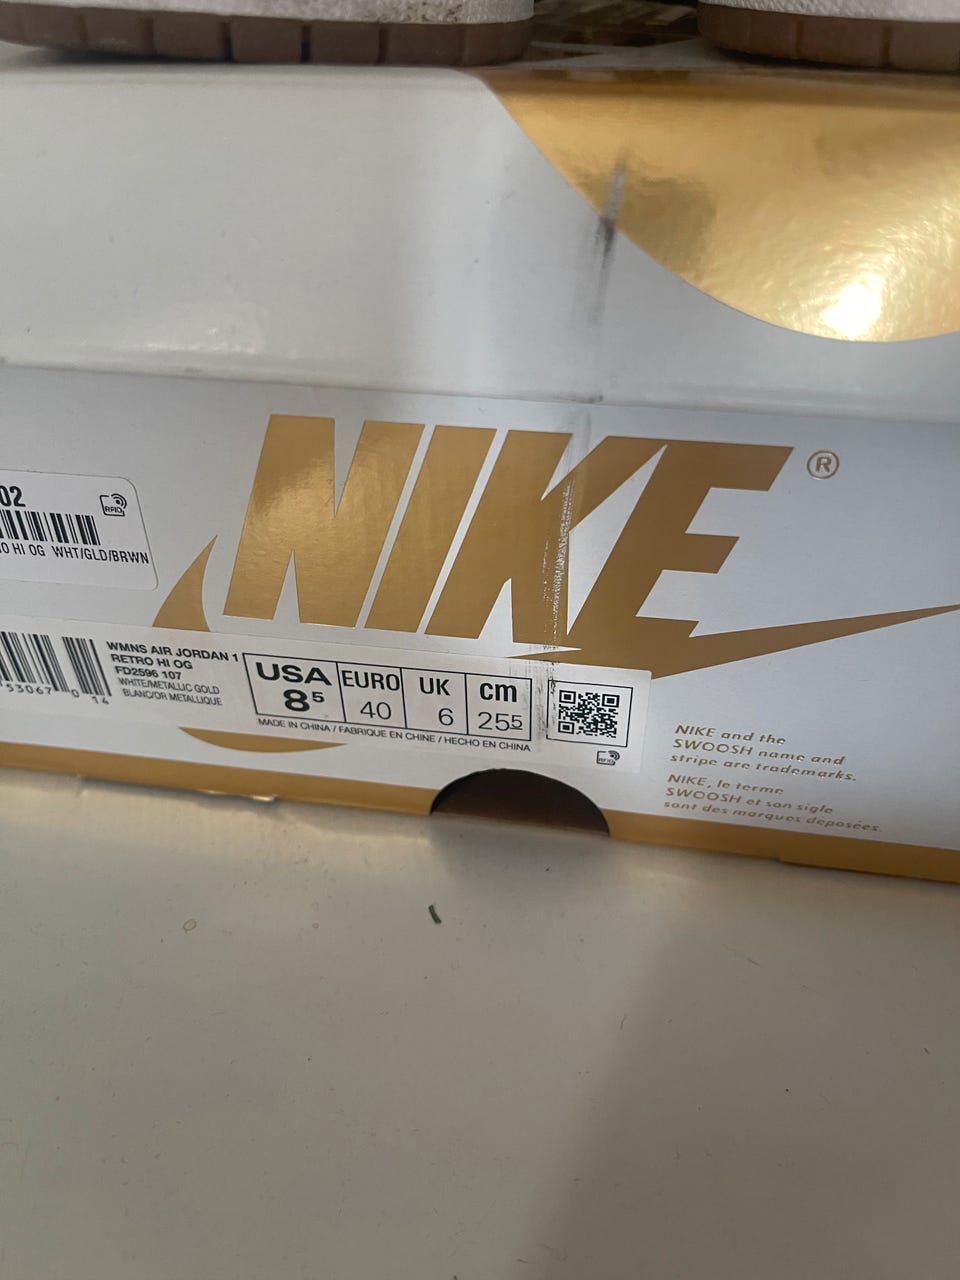 NIKE®
02
RFID
O HI OG WHT/GLD/BRWN
53067 0 14
WMNS AIR JORDAN 1
RETRO HI OG
FD2596 107
WHITE/METALLIC GOLD
BLANC/OR METALLIQUE
USA EURO UK cm
8⁵ 40 6 25⁵
MADE IN CHINA / FABRIQUE EN CHINE / HECHO EN CHINA
RFID
NIKE and the
SWOOSH name and
stripe are trademarks.
NIKE, le terme
SWOOSH et son sigle
sont des marques déposées.